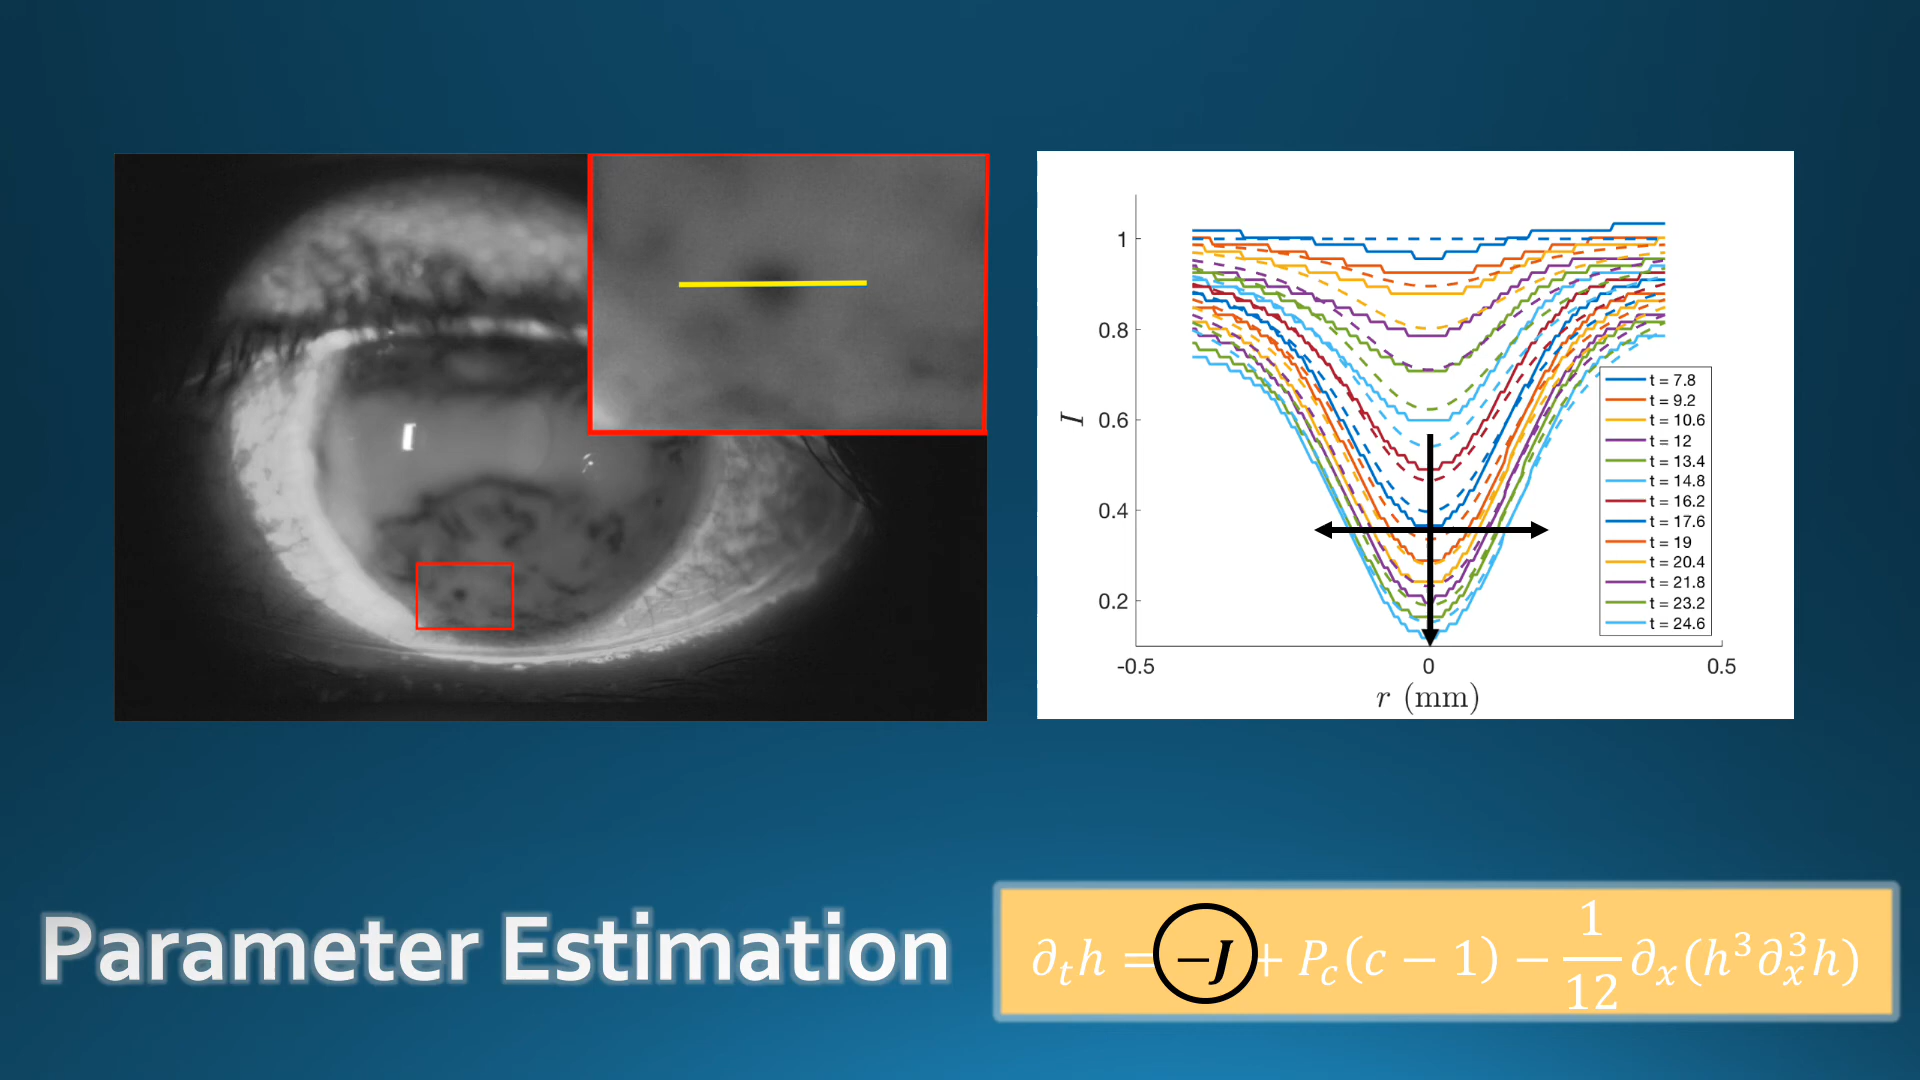 1
0.8
0.6
0.4
0.2
I
-0.5
0
0.5
r (mm)
t = 7.8
t = 9.2
t = 10.6
t = 12
t = 13.4
t = 14.8
t = 16.2
t = 17.6
t = 19
t = 20.4
t = 21.8
t = 23.2
t = 24.6
Parameter Estimation
∂ₜh = −J + P_c(c − 1) − 1/12 ∂ₓ(h³∂ₓ³h)